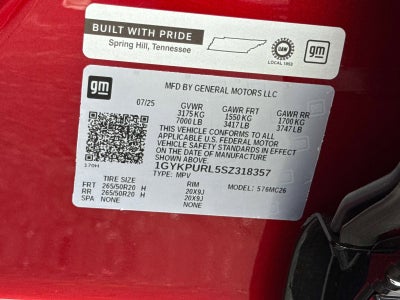 BUILT WITH PRIDE
Spring Hill, Tennessee
UAW
LOCAL 1853
gm
gm
MFD BY GENERAL MOTORS LLC
07/25 GVWR GAWR FRT GAWR RR
3175 KG 1550 KG 1700 KG
7000 LB 3417 LB 3747 LB
THIS VEHICLE CONFORMS TO ALL
APPLICABLE U.S. FEDERAL MOTOR
VEHICLE SAFETY STANDARDS IN EFFECT
ON THE DATE OF MANUFACTURE
SHOWN ABOVE.
1GYKPURL5SZ318357
TYPE: MPV MODEL: 576MC26
TIRE SIZE RIM
FRT 265/50R20 H 20X9J
RR 265/50R20 H 20X9J
SPA NONE NONE